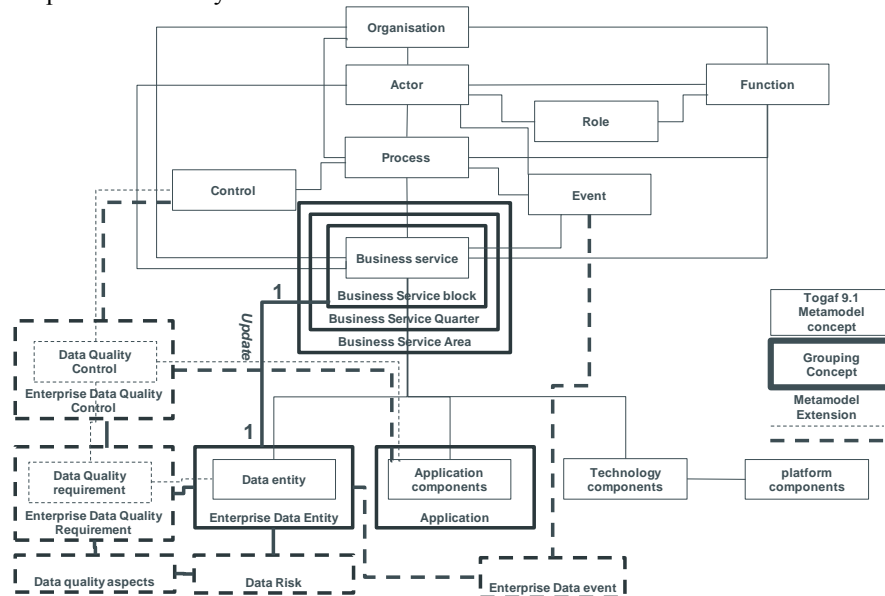 Organisation
Actor
Function
Role
Process
Control
Event
Business service
1
Business Service block
Update
Business Service Quarter
Business Service Area
Togaf 9.1
Metamodel
concept
Grouping
Concept
Metamodel
Extension
Data Quality
Control
Enterprise Data Quality
Control
1
Data Quality
requirement
Enterprise Data Quality
Requirement
Data entity
Enterprise Data Entity
Application
components
Application
Technology
components
platform
components
Data quality aspects
Data Risk
Enterprise Data event